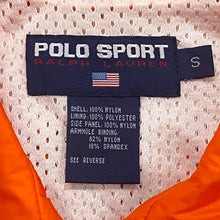 POLO SPORT
RALPH LAUREN
S
SHELL: 100% NYLON
LINING: 100% POLYESTER
SIDE PANEL: 100% NYLON
ARMHOLE BINDING:
82% NYLON
18% SPANDEX
SEE REVERSE